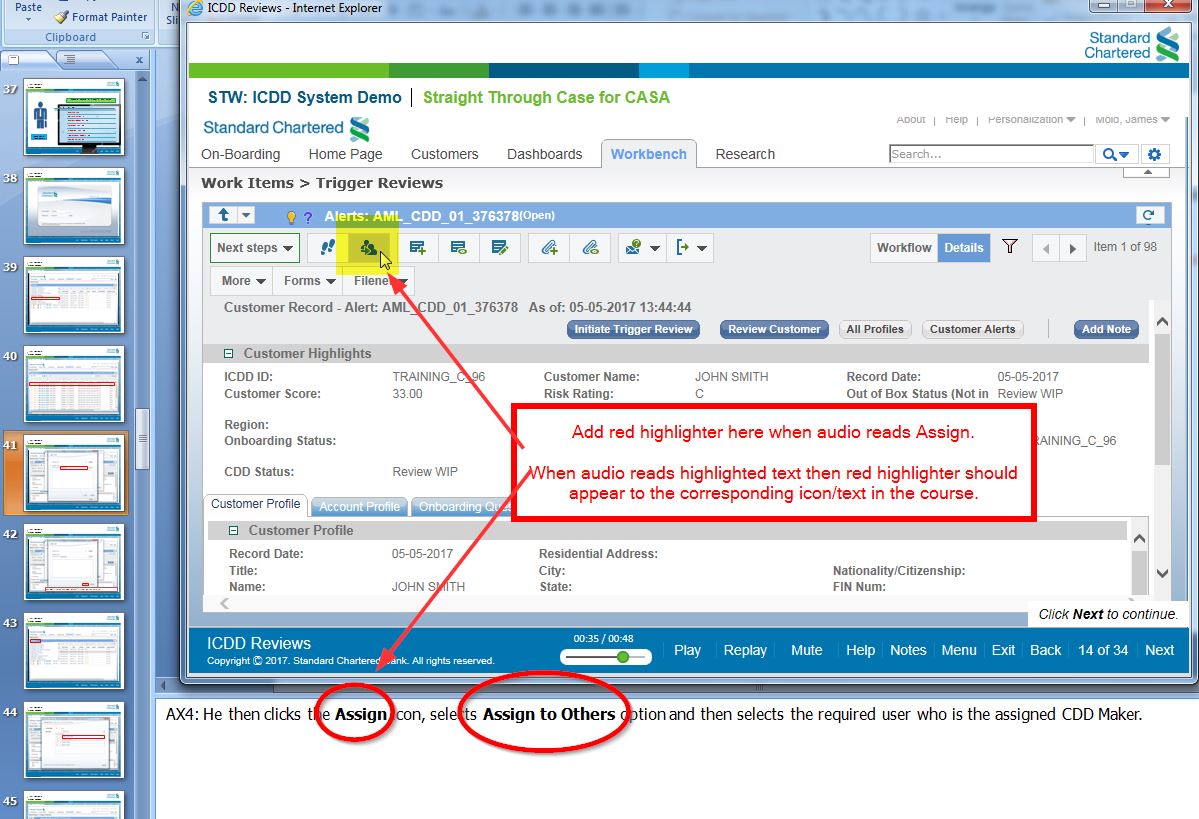 Paste
Format Painter
Clipboard
ICDD Reviews - Internet Explorer
Standard
Chartered
STW: ICDD System Demo | Straight Through Case for CASA
Standard Chartered
About | Help | Personalization | Mold, James
On-Boarding Home Page Customers Dashboards Workbench Research
Search...
Work Items > Trigger Reviews
Alerts: AML_CDD_01_376378(Open)
Next steps
Workflow Details
Item 1 of 98
More Forms Filene
Customer Record - Alert: AML_CDD_01_376378 As of: 05-05-2017 13:44:44
Initiate Trigger Review Review Customer All Profiles Customer Alerts Add Note
Customer Highlights
ICDD ID: TRAINING_C_96 Customer Name: JOHN SMITH Record Date: 05-05-2017
Customer Score: 33.00 Risk Rating: C Out of Box Status (Not in Review WIP
Region:
Onboarding Status: RAINING_C_96
CDD Status: Review WIP
Add red highlighter here when audio reads Assign.
When audio reads highlighted text then red highlighter should
appear to the corresponding icon/text in the course.
Customer Profile Account Profile Onboarding Ques
Customer Profile
Record Date: 05-05-2017 Residential Address:
Title: City: Nationality/Citizenship:
Name: JOHN SMITH State: FIN Num:
Click Next to continue.
ICDD Reviews
Copyright © 2017. Standard Chartered Bank. All rights reserved.
00:35 / 00:48
Play Replay Mute Help Notes Menu Exit Back 14 of 34 Next
AX4: He then clicks the Assign icon, selects Assign to Others option and then selects the required user who is the assigned CDD Maker.
37
38
39
40
41
42
43
44
45